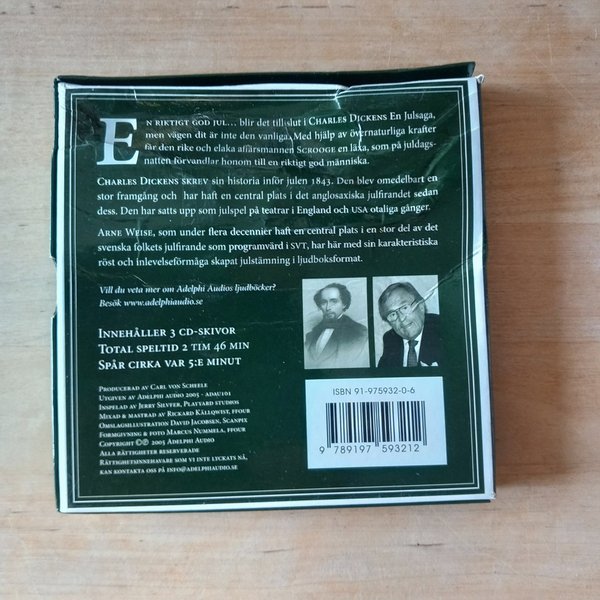 EN RIKTIGT GOD JUL... blir det till slut i CHARLES DICKENS En Julsaga,
men vägen dit är inte den vanliga. Med hjälp av övernaturliga krafter
får den rike och elaka affärsmannen SCROOGE en läxa, som på juldags-
natten förvandlar honom till en riktigt god människa.
CHARLES DICKENS SKREV sin historia inför julen 1843. Den blev omedelbart en
stor framgång och har haft en central plats i det anglosaxiska julfirandet sedan
dess. Den har satts upp som julspel på teatrar i England och USA otaliga gånger.
ARNE WEISE, som under flera decennier haft en central plats i en stor del av det
svenska folkets julfirande som programvärd i SVT, har här med sin karakteristiska
röst och inlevelseförmåga skapat julstämning i ljudboksformat.
Vill du veta mer om Adelphi Audios ljudböcker?
Besök www.adelphiaudio.se
INNEHÅLLER 3 CD-SKIVOR
TOTAL SPELTID 2 TIM 46 MIN
SPÅR CIRKA VAR 5:E MINUT
PRODUCERAD AV CARL VON SCHEELE
UTGIVEN AV ADELPHI AUDIO 2005 - ADAU101
INSPELAD AV JERRY SILVFER, PLAYYARD STUDIOS
MIXAD & MASTRAD AV RICKARD KÄLLQWIST, FFOUR
OMSLAGSILLUSTRATION DAVID JACOBSEN, SCANPIX
FORMGIVNING & FOTO MARCUS NUMMELA, FFOUR
COPYRIGHT ©℗ 2005 ADELPHI AUDIO
ALLA RÄTTIGHETER RESERVERADE
RÄTTIGHETSINNEHAVARE SOM VI INTE LYCKATS NÅ,
KAN KONTAKTA OSS PÅ INFO@ADELPHIAUDIO.SE
ISBN 91-975932-0-6
9 789197 593212